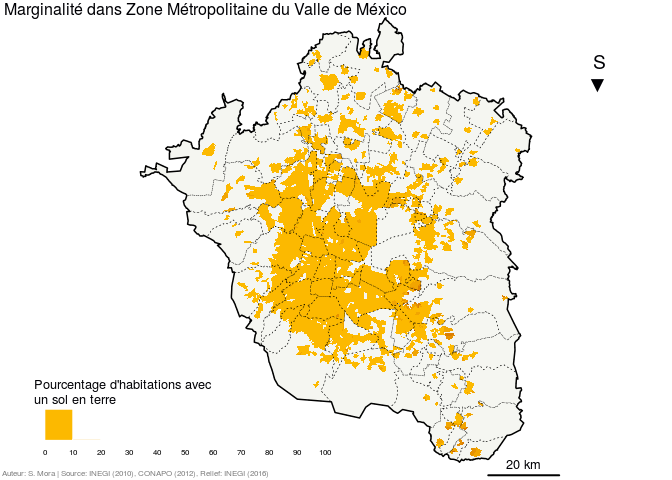 Marginalité dans Zone Métropolitaine du Valle de México
S
Pourcentage d'habitations avec
un sol en terre
0 10 20 30 40 50 60 70 80 90 100
20 km
Auteur: S. Mora | Source: INEGI (2010). CONAPO (2012). Relief: INEGI (2016)